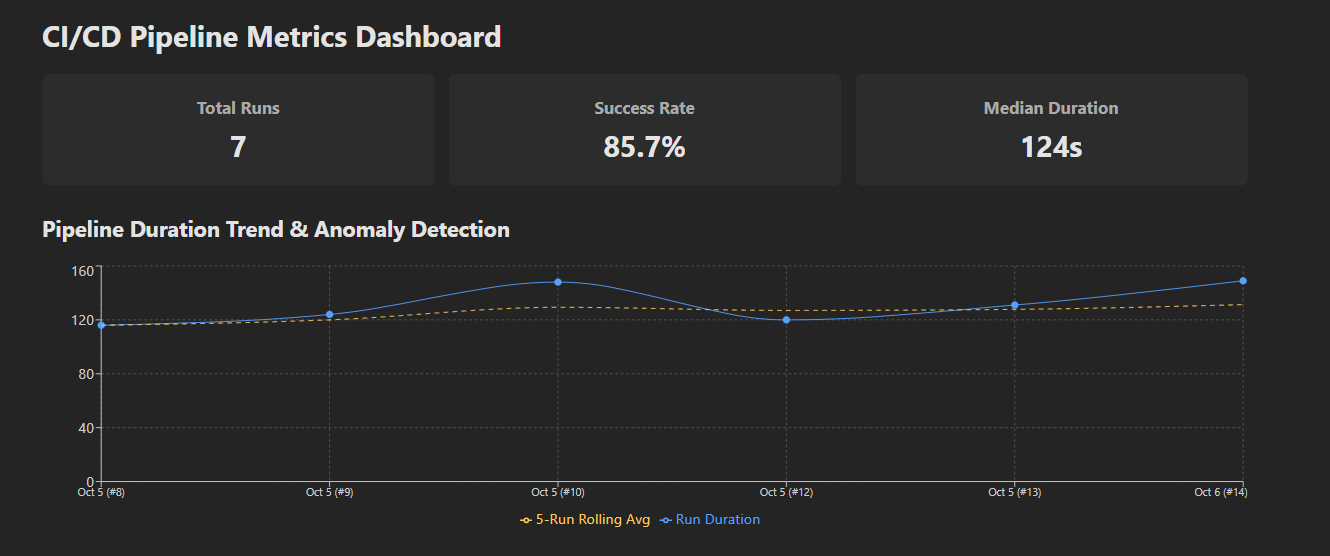 CI/CD Pipeline Metrics Dashboard
Total Runs
7
Success Rate
85.7%
Median Duration
124s
Pipeline Duration Trend & Anomaly Detection
160
120
80
40
0
Oct 5 (#8) Oct 5 (#9) Oct 5 (#10) Oct 5 (#12) Oct 5 (#13) Oct 6 (#14)
5-Run Rolling Avg Run Duration